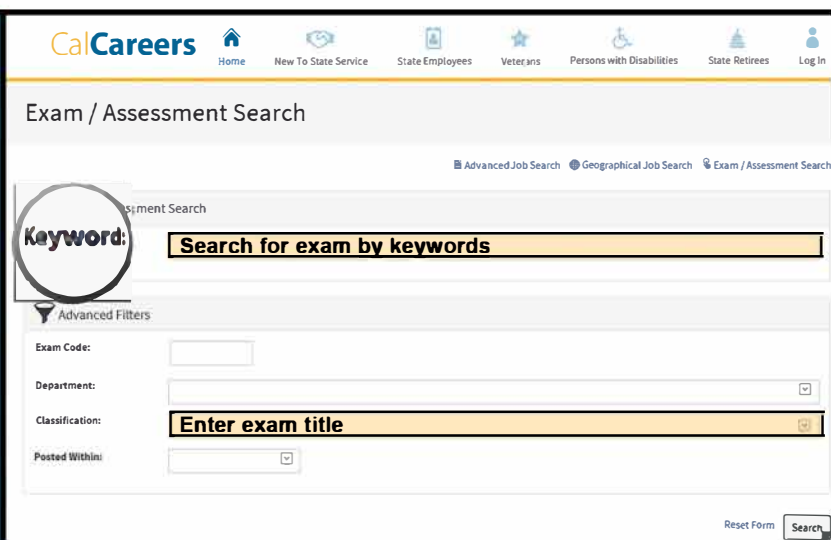 CalCareers
Home
New To State Service
State Employees
Veterans
Persons with Disabilities
State Retirees
Log In
Exam / Assessment Search
Advanced Job Search
Geographical Job Search
Exam / Assessment Search
ment Search
Keyword:
Search for exam by keywords
Advanced Filters
Exam Code:
Department:
Classification:
Enter exam title
Posted Within:
Reset Form
Search